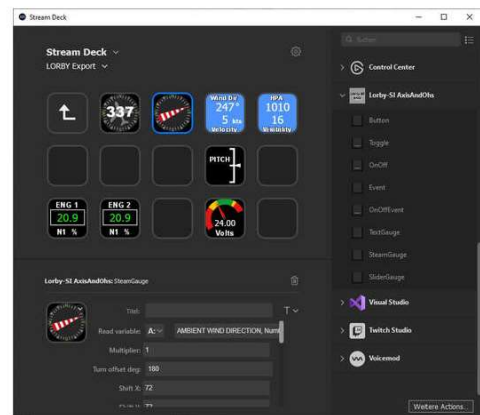 Stream Deck
Stream Deck
LORBY Export
337
Wind Dir
247°
5 kts
Velocity
HPA
1010
16
Visibility
PITCH
ENG 1
20.9
N1 %
ENG 2
20.9
N1 %
24.00
Volts
Lorby-SI AxisAndOhs: SteamGauge
Titel:
T
Read variable:
A:
AMBIENT WIND DIRECTION, Num
Multiplier:
1
Turn offset deg:
180
Shift X:
72
Control Center
Lorby-SI AxisAndOhs
Button
Toggle
OnOff
Event
OnOffEvent
TextGauge
SteamGauge
SliderGauge
Visual Studio
Twitch Studio
Voicemod
Weitere Actions...